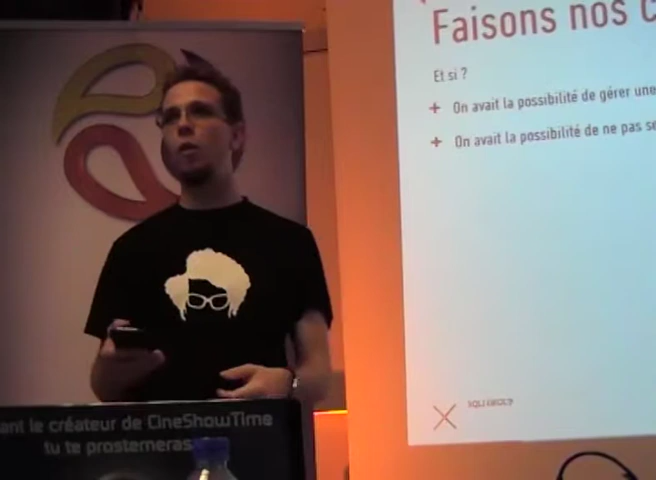 Faisons nos c
Et si ?
+ On avait la possibilité de gérer une
+ On avait la possibilité de ne pas se
ant le créateur de CineShowTime
tu te prosterneras